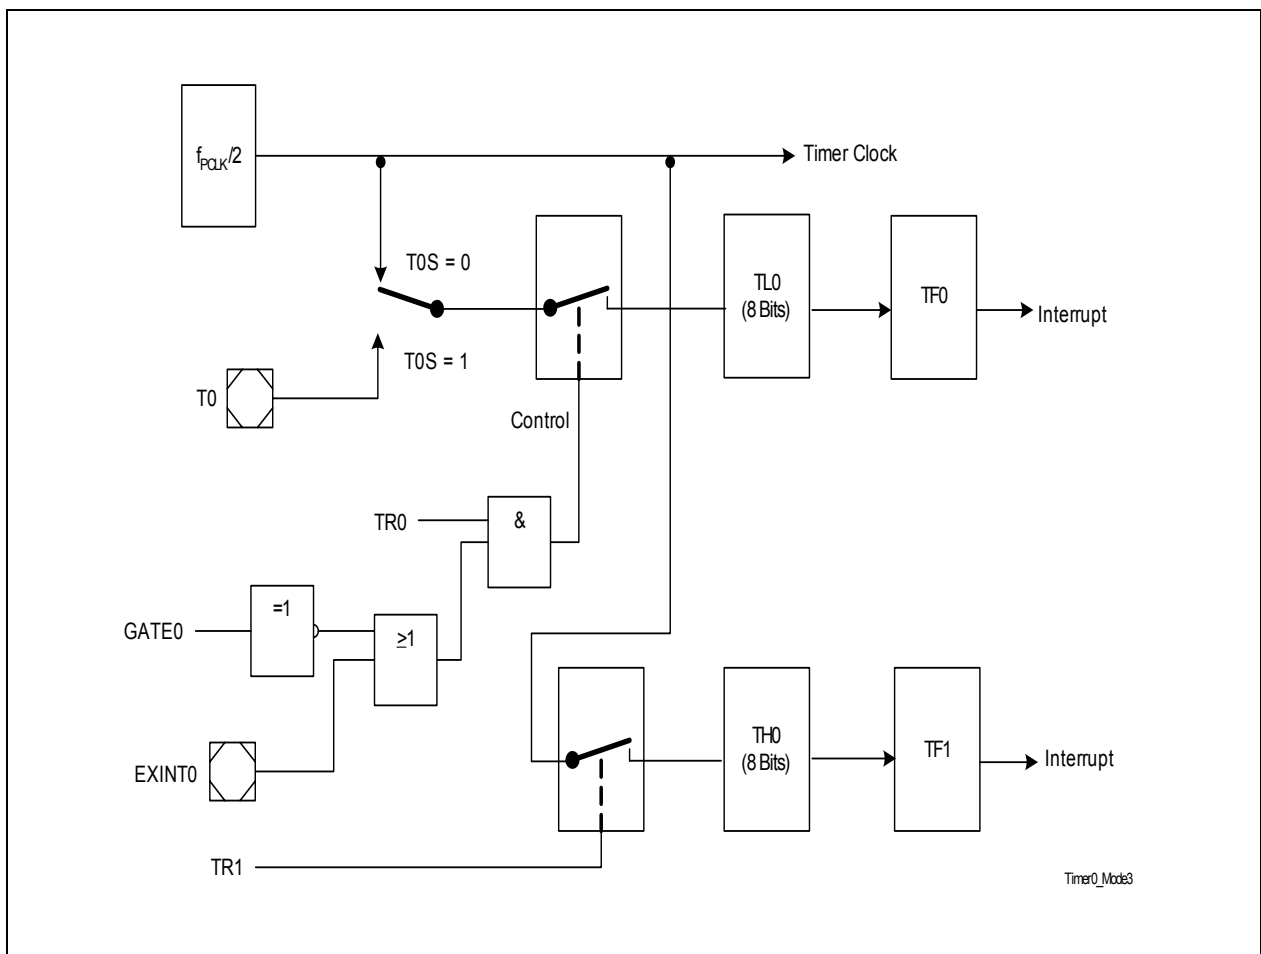 fPCLK/2
Timer Clock
T0S = 0
TL0
(8 Bits)
TF0
Interrupt
T0S = 1
T0
Control
TR0
&
=1
GATE0
≥1
EXINT0
TH0
(8 Bits)
TF1
Interrupt
TR1
Timer0_Mode3